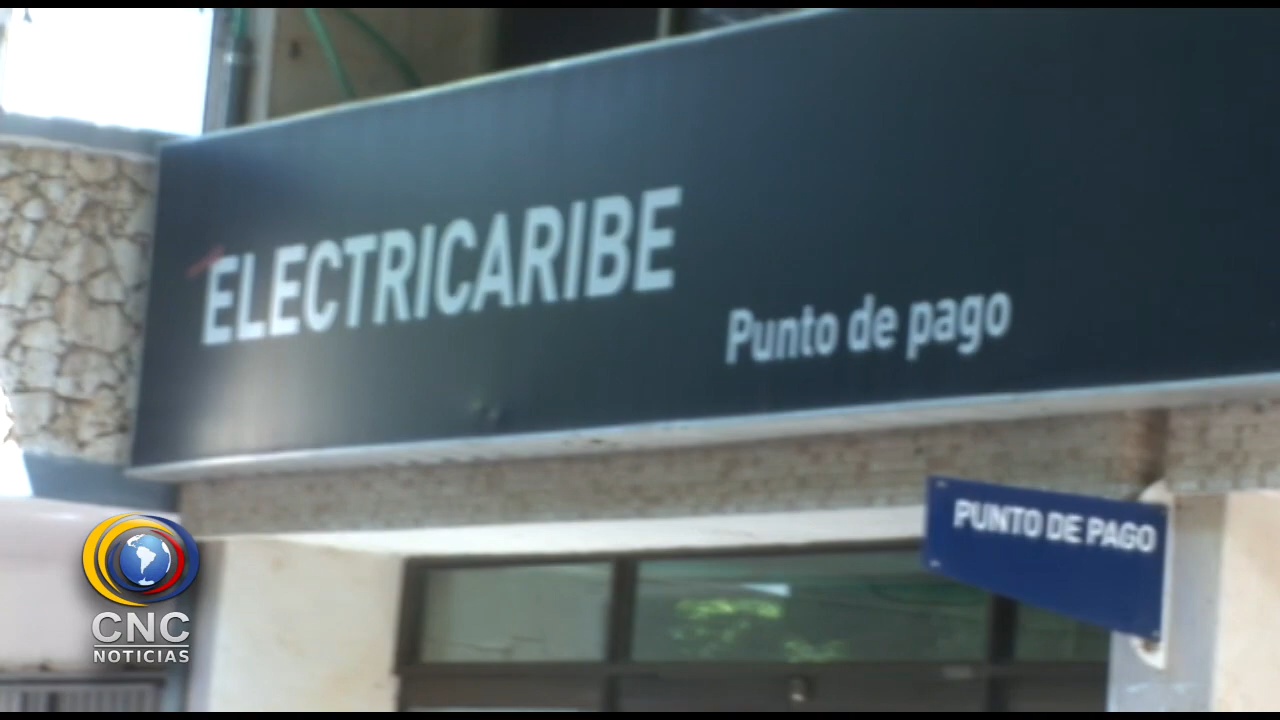 ELECTRICARIBE
Punto de pago
PUNTO DE PAGO
CNC
NOTICIAS